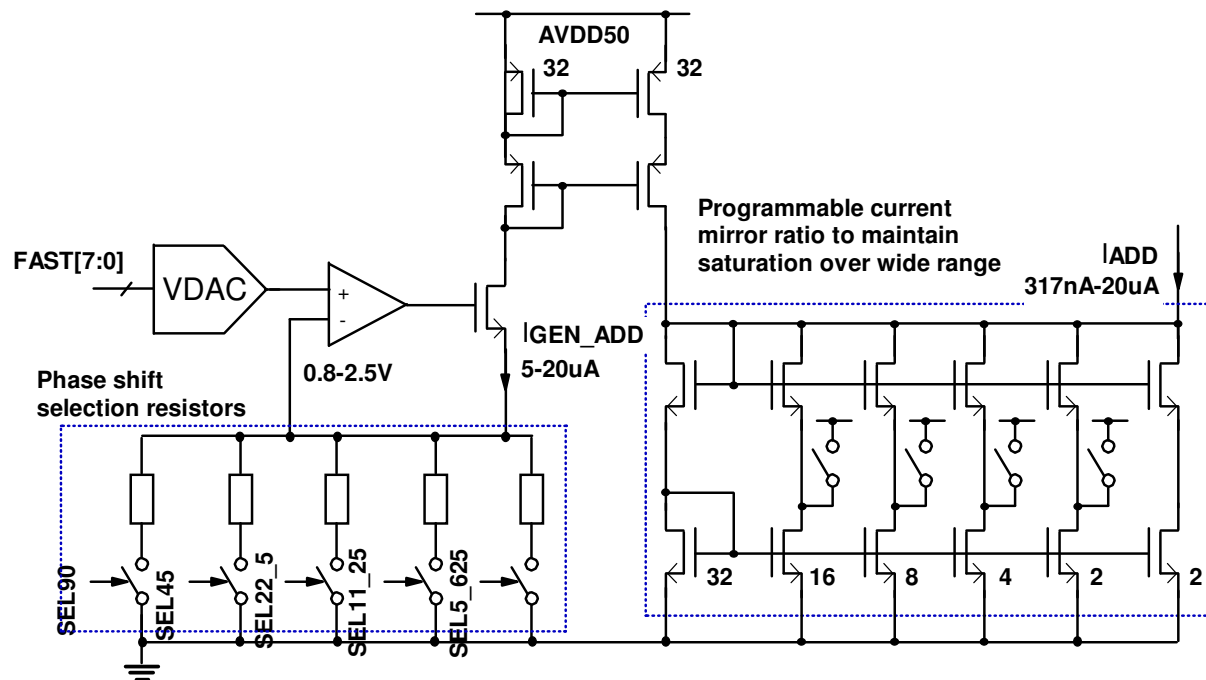 AVDD50
32
32
Programmable current
mirror ratio to maintain
saturation over wide range
FAST[7:0]
VDAC
+
-
IADD
317nA-20uA
IGEN_ADD
5-20uA
0.8-2.5V
Phase shift
selection resistors
SEL90
SEL45
SEL22_5
SEL11_25
SEL5_625
32
16
8
4
2
2